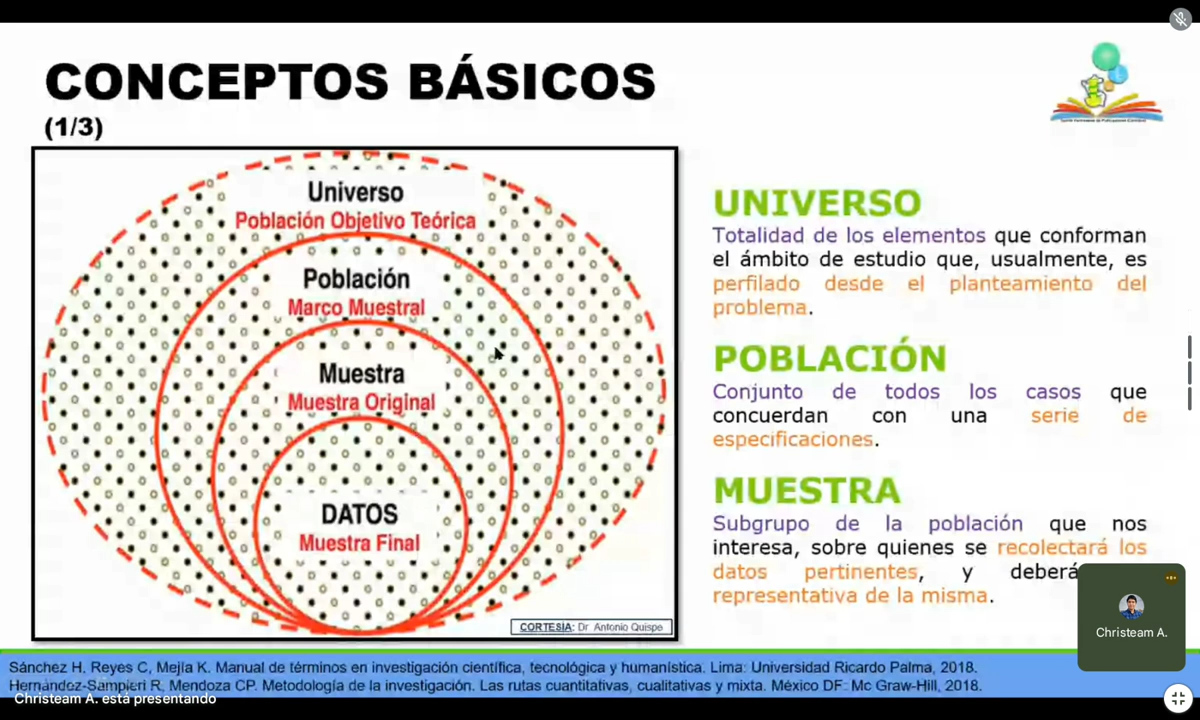 CONCEPTOS BÁSICOS
(1/3)
Universo
Población Objetivo Teórica
Población
Marco Muestral
Muestra
Muestra Original
DATOS
Muestra Final
CORTESÍA: Dr Antonio Quispe
UNIVERSO
Totalidad de los elementos que conforman
el ámbito de estudio que, usualmente, es
perfilado desde el planteamiento del
problema.
POBLACIÓN
Conjunto de todos los casos que
concuerdan con una serie de
especificaciones.
MUESTRA
Subgrupo de la población que nos
interesa, sobre quienes se recolectará los
datos pertinentes, y deberá
representativa de la misma.
Christeam A.
Sánchez H. Reyes C, Mejía K. Manual de términos en investigación científica, tecnológica y humanística. Lima: Universidad Ricardo Palma, 2018.
Hernández-Sampieri R, Mendoza CP. Metodología de la investigación. Las rutas cuantitativas, cualitativas y mixta. México DF: Mc Graw-Hill, 2018.
Christeam A. está presentando